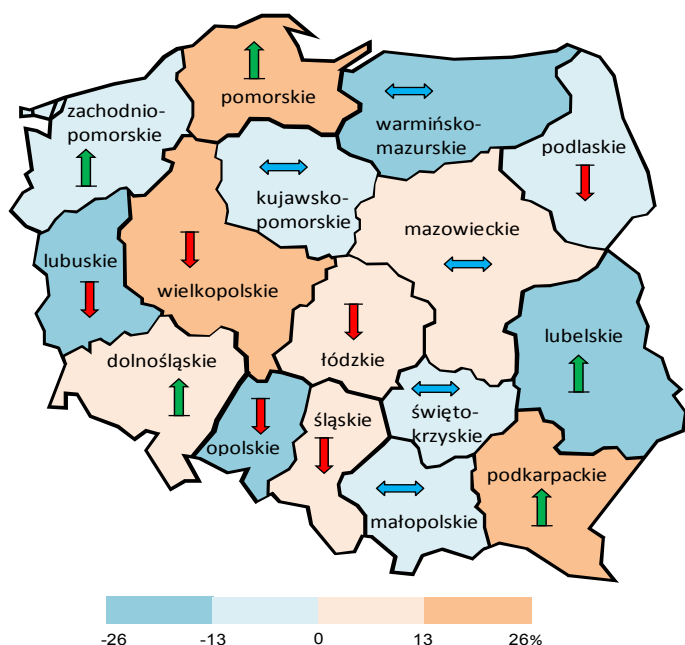 pomorskie
zachodnio-
pomorskie
warmińsko-
mazurskie
podlaskie
kujawsko-
pomorskie
mazowieckie
lubuskie
wielkopolskie
lubelskie
dolnośląskie
łódzkie
święto-
krzyskie
śląskie
opolskie
podkarpackie
małopolskie
-26 -13 0 13 26%